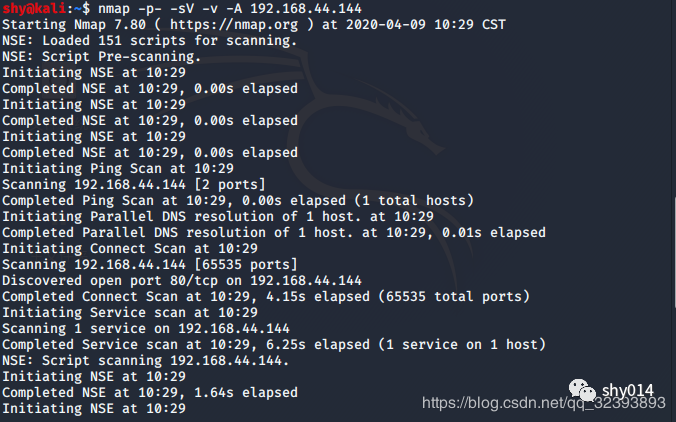 shy@kali:~$ nmap -p- -sV -v -A 192.168.44.144
Starting Nmap 7.80 ( https://nmap.org ) at 2020-04-09 10:29 CST
NSE: Loaded 151 scripts for scanning.
NSE: Script Pre-scanning.
Initiating NSE at 10:29
Completed NSE at 10:29, 0.00s elapsed
Initiating NSE at 10:29
Completed NSE at 10:29, 0.00s elapsed
Initiating NSE at 10:29
Completed NSE at 10:29, 0.00s elapsed
Initiating Ping Scan at 10:29
Scanning 192.168.44.144 [2 ports]
Completed Ping Scan at 10:29, 0.00s elapsed (1 total hosts)
Initiating Parallel DNS resolution of 1 host. at 10:29
Completed Parallel DNS resolution of 1 host. at 10:29, 0.01s elapsed
Initiating Connect Scan at 10:29
Scanning 192.168.44.144 [65535 ports]
Discovered open port 80/tcp on 192.168.44.144
Completed Connect Scan at 10:29, 4.15s elapsed (65535 total ports)
Initiating Service scan at 10:29
Scanning 1 service on 192.168.44.144
Completed Service scan at 10:29, 6.25s elapsed (1 service on 1 host)
NSE: Script scanning 192.168.44.144.
Initiating NSE at 10:29
Completed NSE at 10:29, 1.64s elapsed
Initiating NSE at 10:29
shy014
https://blog.csdn.net/qq_32393893